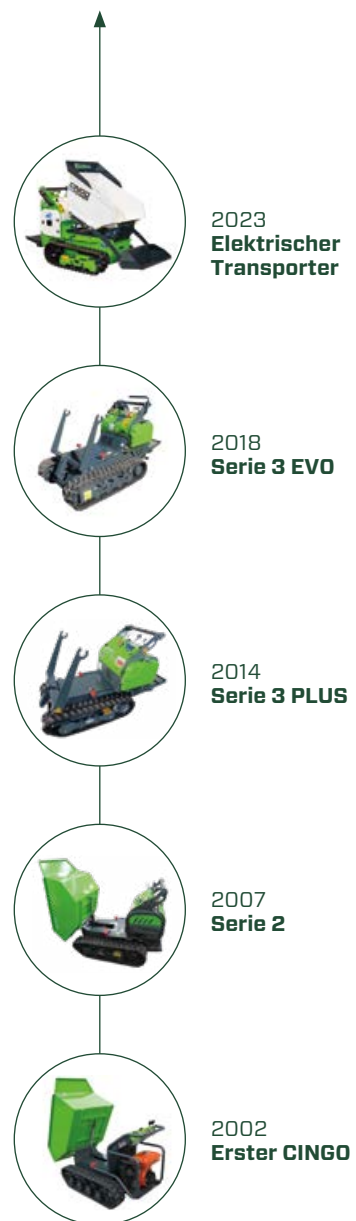 2023
Elektrischer
Transporter
2018
Serie 3 EVO
2014
Serie 3 PLUS
2007
Serie 2
2002
Erster CINGO